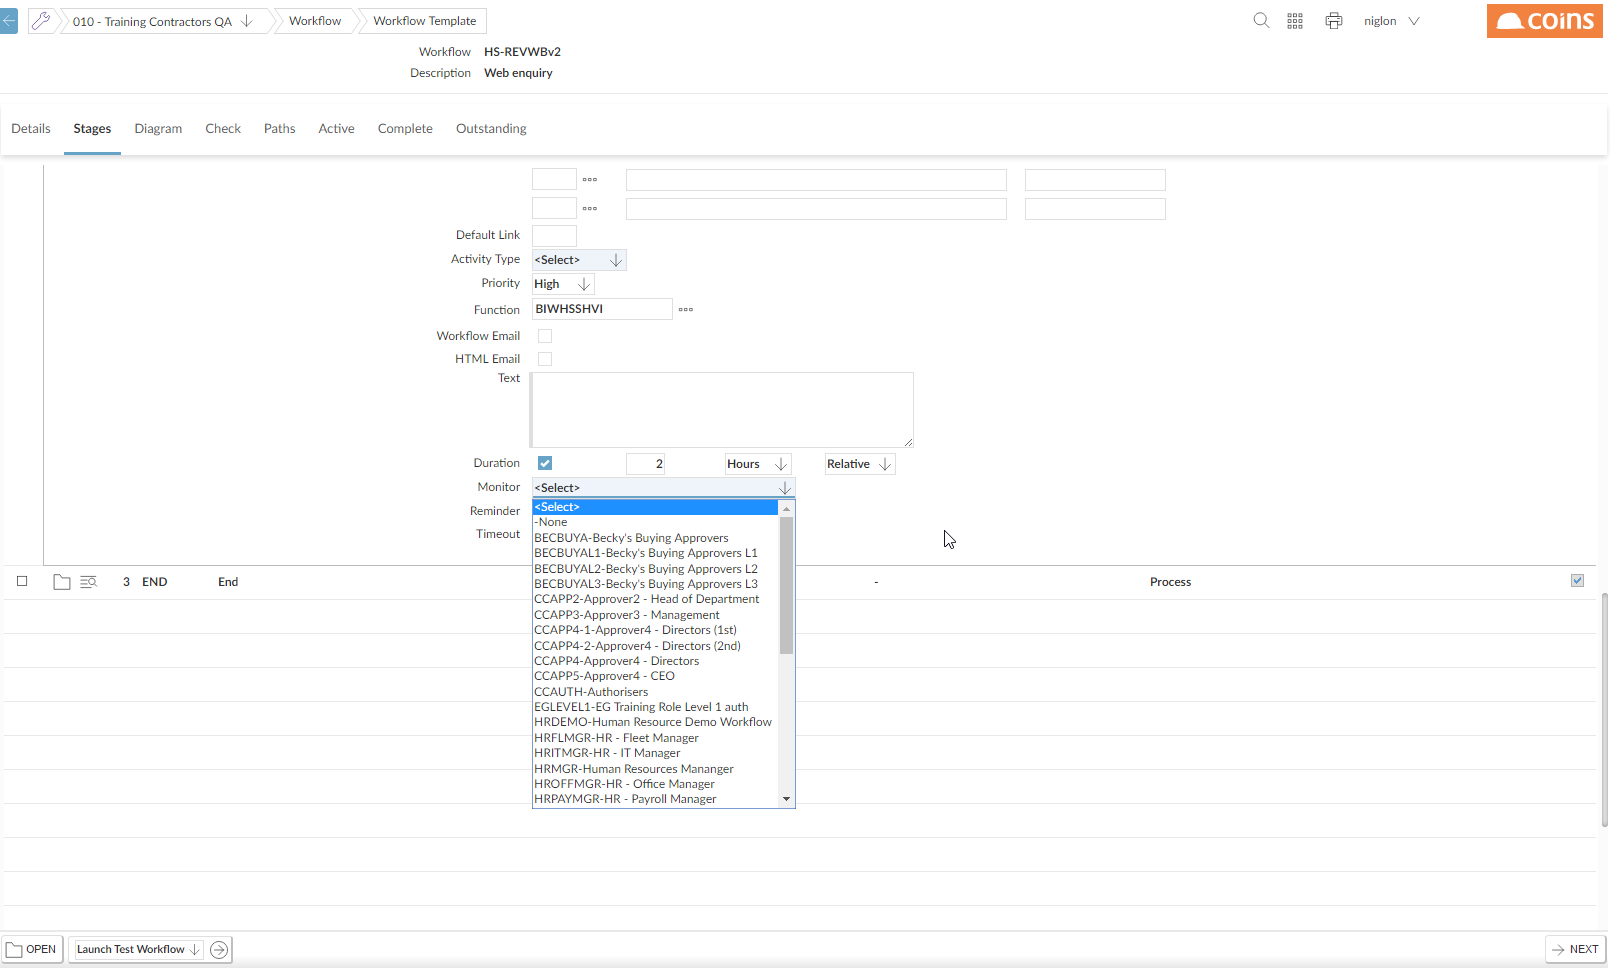 010 - Training Contractors QA
Workflow
Workflow Template
niglon
coins
Workflow HS-REVWBv2
Description Web enquiry
Details Stages Diagram Check Paths Active Complete Outstanding
Default Link
Activity Type <Select>
Priority High
Function BIWHSSHVI
Workflow Email
HTML Email
Text
Duration 2 Hours Relative
Monitor <Select>
Reminder
Timeout
<Select>
-None
BECBUYA-Becky's Buying Approvers
BECBUYAL1-Becky's Buying Approvers L1
BECBUYAL2-Becky's Buying Approvers L2
BECBUYAL3-Becky's Buying Approvers L3
CCAPP2-Approver2 - Head of Department
CCAPP3-Approver3 - Management
CCAPP4-1-Approver4 - Directors (1st)
CCAPP4-2-Approver4 - Directors (2nd)
CCAPP4-Approver4 - Directors
CCAPP5-Approver4 - CEO
CCAUTH-Authorisers
EGLEVEL1-EG Training Role Level 1 auth
HRDEMO-Human Resource Demo Workflow
HRFLMGR-HR - Fleet Manager
HRITMGR-HR - IT Manager
HRMGR-Human Resources Mananger
HROFFMGR-HR - Office Manager
HRPAYMGR-HR - Payroll Manager
3 END End - Process
OPEN Launch Test Workflow NEXT